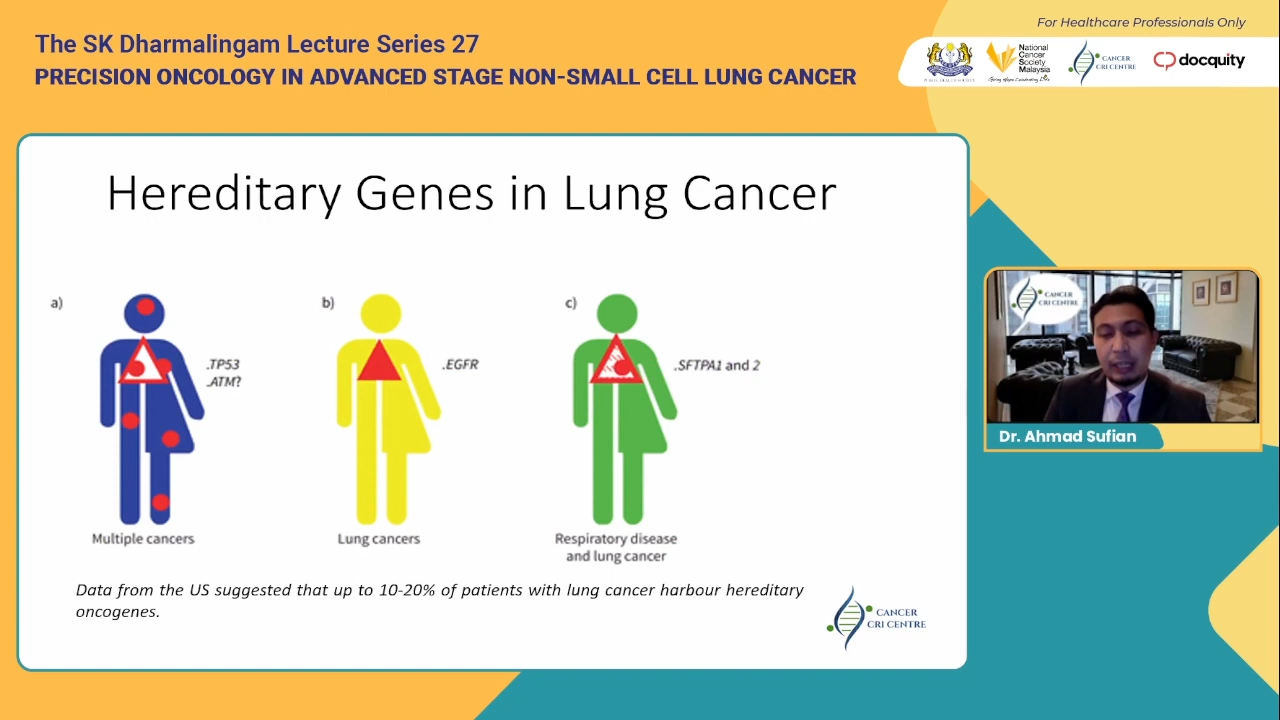 For Healthcare Professionals Only
The SK Dharmalingam Lecture Series 27
PRECISION ONCOLOGY IN ADVANCED STAGE NON-SMALL CELL LUNG CANCER
National
Cancer
Society
Malaysia
CANCER
CRI CENTRE
docquity
Hereditary Genes in Lung Cancer
a)
.TP53
.ATM?
Multiple cancers
b)
.EGFR
Lung cancers
c)
.SFTPA1 and 2
Respiratory disease
and lung cancer
Data from the US suggested that up to 10-20% of patients with lung cancer harbour hereditary
oncogenes.
CANCER
CRI CENTRE
CANCER
CRI CENTRE
Dr. Ahmad Sufian